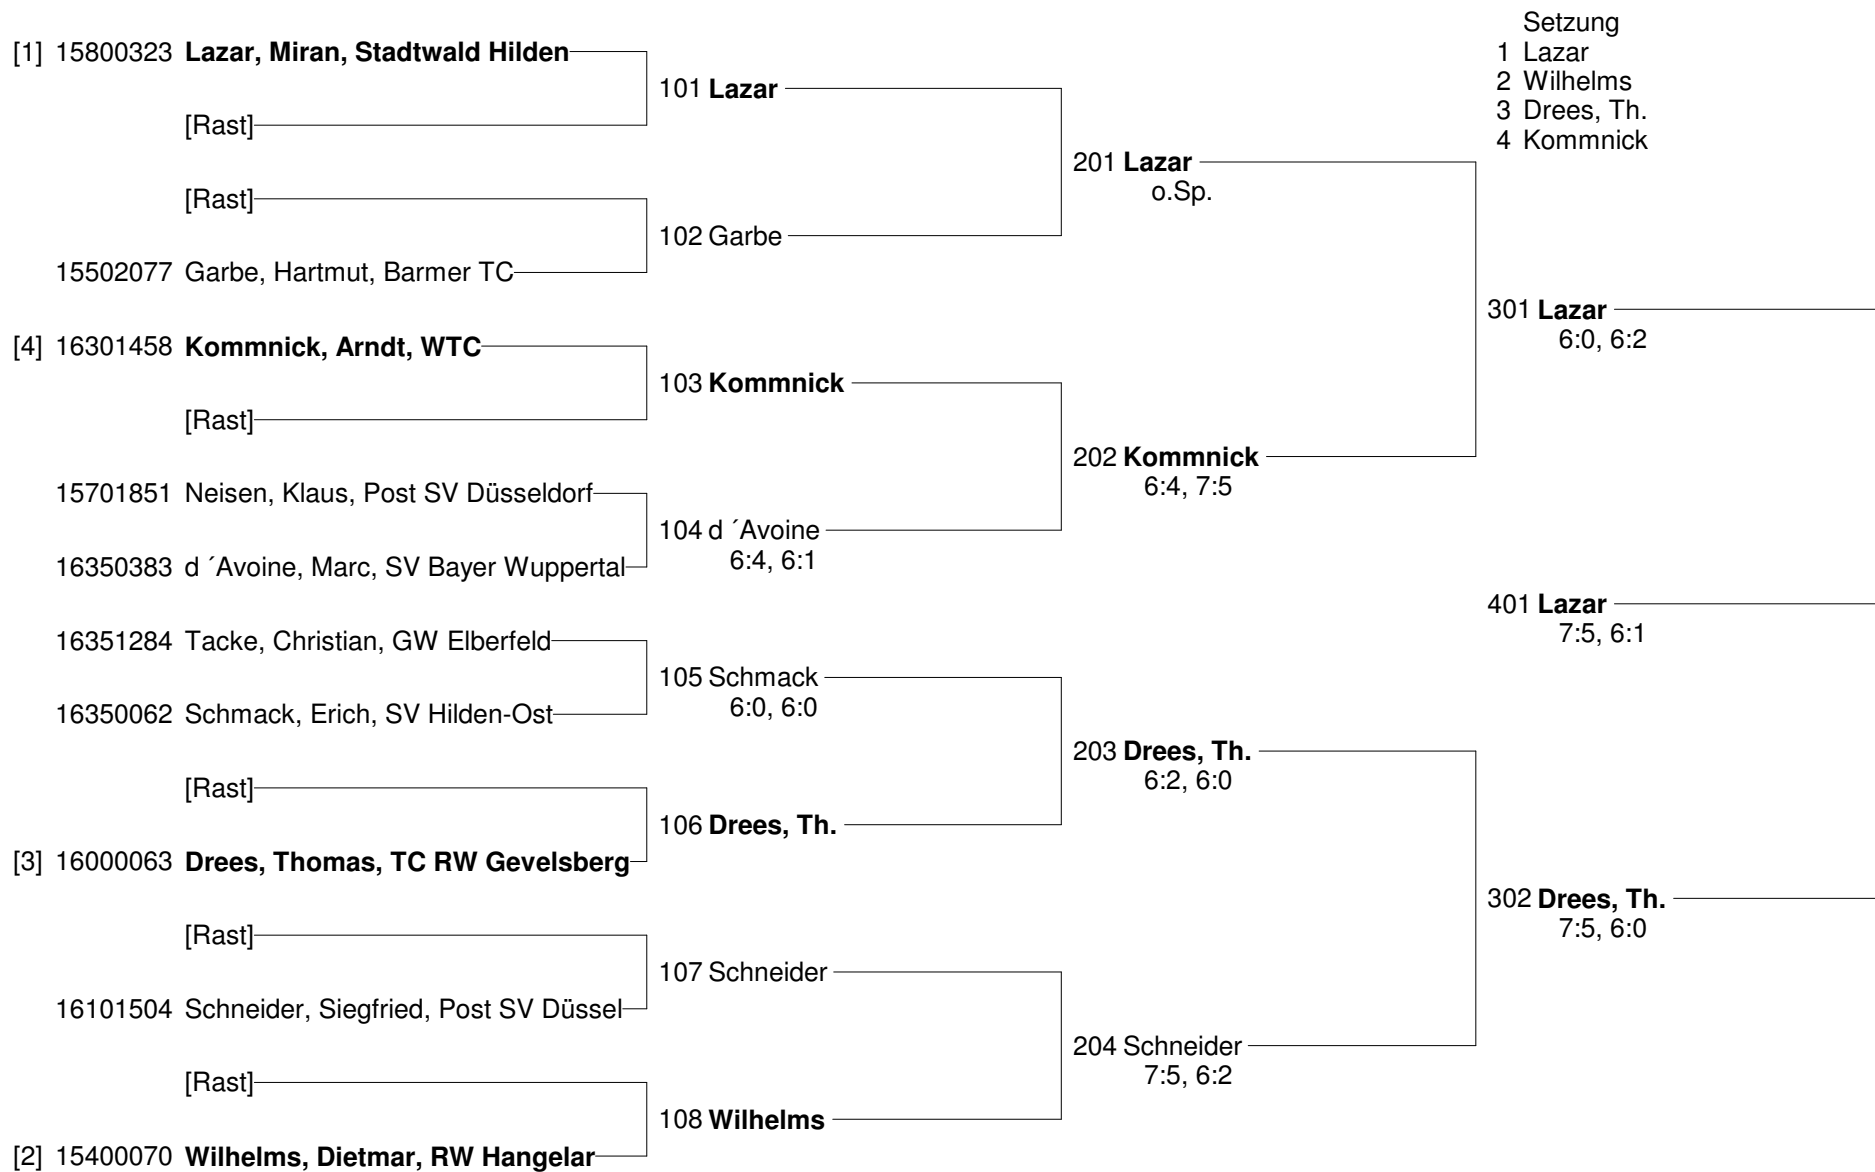 Setzung
1 Lazar
2 Wilhelms
3 Drees, Th.
4 Kommnick
[1] 15800323 Lazar, Miran, Stadtwald Hilden
[Rast]
[Rast]
15502077 Garbe, Hartmut, Barmer TC
[4] 16301458 Kommnick, Arndt, WTC
[Rast]
15701851 Neisen, Klaus, Post SV Düsseldorf
16350383 d ´Avoine, Marc, SV Bayer Wuppertal
16351284 Tacke, Christian, GW Elberfeld
16350062 Schmack, Erich, SV Hilden-Ost
[Rast]
[3] 16000063 Drees, Thomas, TC RW Gevelsberg
[Rast]
16101504 Schneider, Siegfried, Post SV Düssel
[Rast]
[2] 15400070 Wilhelms, Dietmar, RW Hangelar
101 Lazar
102 Garbe
103 Kommnick
104 d ´Avoine
6:4, 6:1
105 Schmack
6:0, 6:0
106 Drees, Th.
107 Schneider
108 Wilhelms
201 Lazar
o.Sp.
202 Kommnick
6:4, 7:5
203 Drees, Th.
6:2, 6:0
204 Schneider
7:5, 6:2
301 Lazar
6:0, 6:2
401 Lazar
7:5, 6:1
302 Drees, Th.
7:5, 6:0